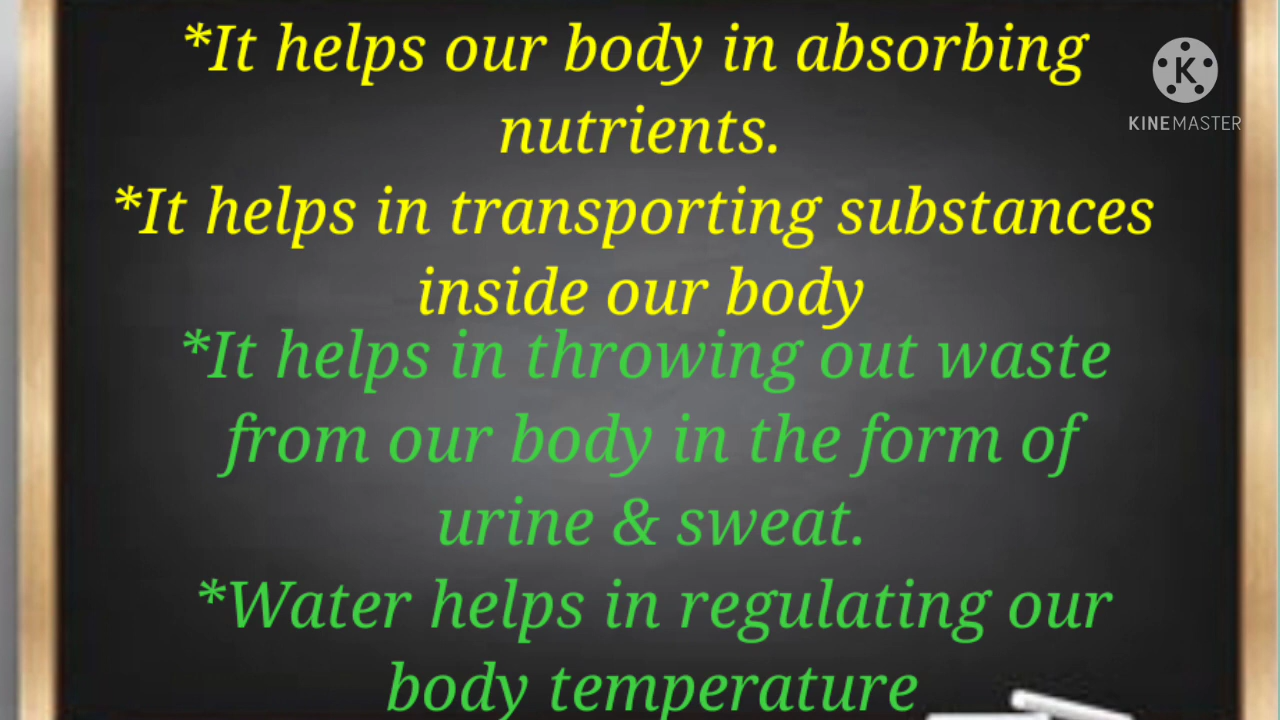 *It helps our body in absorbing
nutrients.
*It helps in transporting substances
inside our body
*It helps in throwing out waste
from our body in the form of
urine & sweat.
*Water helps in regulating our
body temperature
K
KINEMASTER